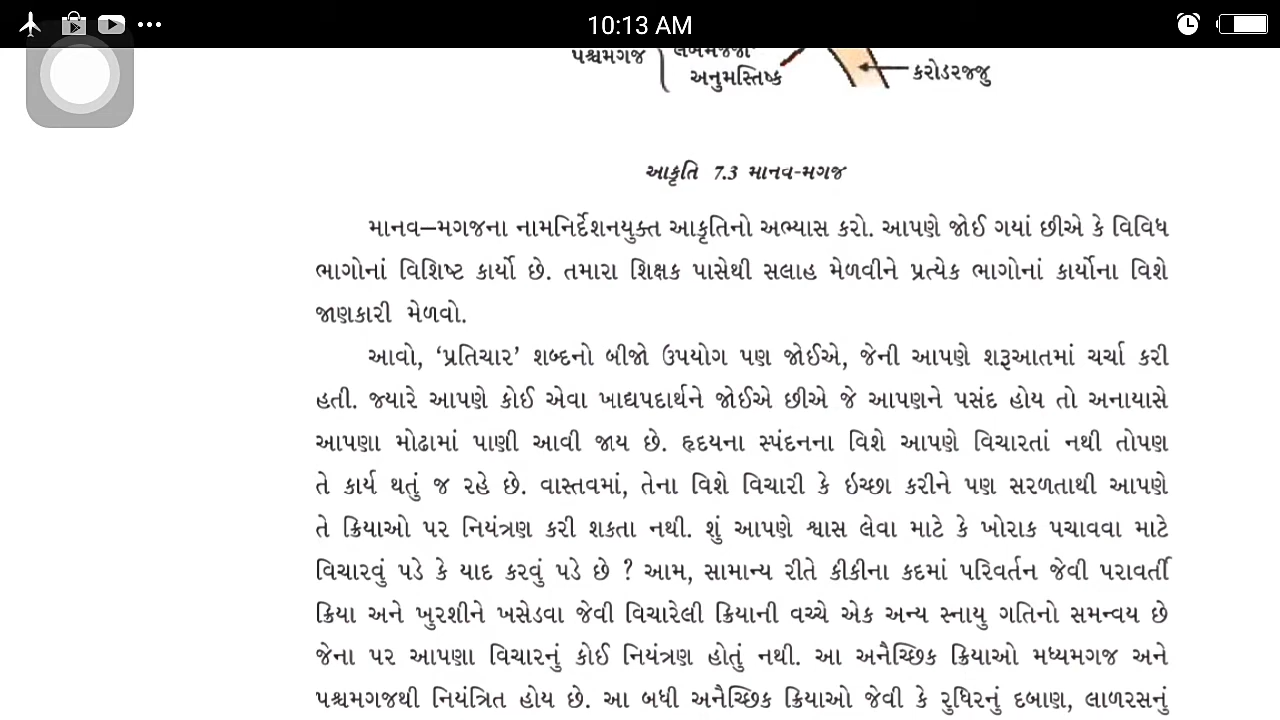 10:13 AM
પશ્ચમગજ
અનુમસ્તિષ્ક
કરોડરજ્જુ
આકૃતિ 7.3 માનવ-મગજ
માનવ–મગજના નામનિર્દેશનયુક્ત આકૃતિનો અભ્યાસ કરો. આપણે જોઈ ગયાં છીએ કે વિવિધ
ભાગોનાં વિશિષ્ટ કાર્યો છે. તમારા શિક્ષક પાસેથી સલાહ મેળવીને પ્રત્યેક ભાગોનાં કાર્યોના વિશે
જાણકારી મેળવો.
આવો, ‘પ્રતિચાર’ શબ્દનો બીજો ઉપયોગ પણ જોઈએ, જેની આપણે શરૂઆતમાં ચર્ચા કરી
હતી. જ્યારે આપણે કોઈ એવા ખાદ્યપદાર્થને જોઈએ છીએ જે આપણને પસંદ હોય તો અનાયાસે
આપણા મોઢામાં પાણી આવી જાય છે. હૃદયના સ્પંદનના વિશે આપણે વિચારતાં નથી તોપણ
તે કાર્ય થતું જ રહે છે. વાસ્તવમાં, તેના વિશે વિચારી કે ઇચ્છા કરીને પણ સરળતાથી આપણે
તે ક્રિયાઓ પર નિયંત્રણ કરી શકતા નથી. શું આપણે શ્વાસ લેવા માટે કે ખોરાક પચાવવા માટે
વિચારવું પડે કે યાદ કરવું પડે છે ? આમ, સામાન્ય રીતે કીકીના કદમાં પરિવર્તન જેવી પરાવર્તી
ક્રિયા અને ખુરશીને ખસેડવા જેવી વિચારેલી ક્રિયાની વચ્ચે એક અન્ય સ્નાયુ ગતિનો સમન્વય છે
જેના પર આપણા વિચારનું કોઈ નિયંત્રણ હોતું નથી. આ અનૈચ્છિક ક્રિયાઓ મધ્યમગજ અને
પશ્ચમગજથી નિયંત્રિત હોય છે. આ બધી અનૈચ્છિક ક્રિયાઓ જેવી કે રુધિરનું દબાણ, લાળરસનું